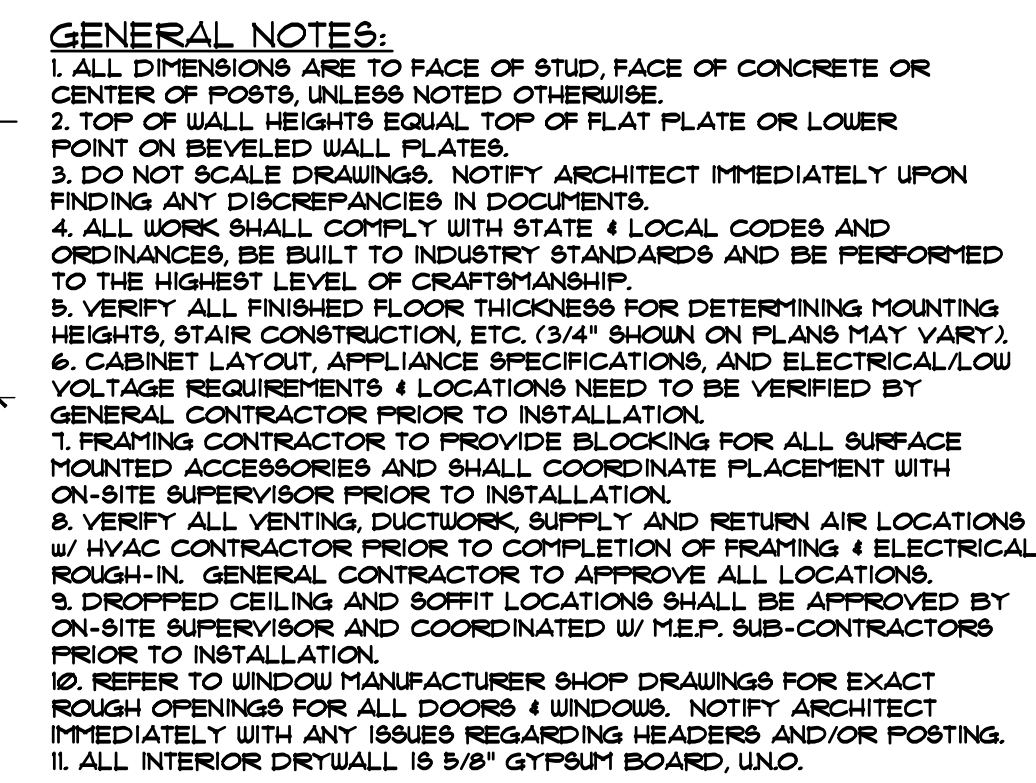 GENERAL NOTES:
1. ALL DIMENSIONS ARE TO FACE OF STUD, FACE OF CONCRETE OR
CENTER OF POSTS, UNLESS NOTED OTHERWISE.
2. TOP OF WALL HEIGHTS EQUAL TOP OF FLAT PLATE OR LOWER
POINT ON BEVELED WALL PLATES.
3. DO NOT SCALE DRAWINGS.  NOTIFY ARCHITECT IMMEDIATELY UPON
FINDING ANY DISCREPANCIES IN DOCUMENTS.
4. ALL WORK SHALL COMPLY WITH STATE & LOCAL CODES AND
ORDINANCES, BE BUILT TO INDUSTRY STANDARDS AND BE PERFORMED
TO THE HIGHEST LEVEL OF CRAFTSMANSHIP.
5. VERIFY ALL FINISHED FLOOR THICKNESS FOR DETERMINING MOUNTING
HEIGHTS, STAIR CONSTRUCTION, ETC. (3/4" SHOWN ON PLANS MAY VARY).
6. CABINET LAYOUT, APPLIANCE SPECIFICATIONS, AND ELECTRICAL/LOW
VOLTAGE REQUIREMENTS & LOCATIONS NEED TO BE VERIFIED BY
GENERAL CONTRACTOR PRIOR TO INSTALLATION.
7. FRAMING CONTRACTOR TO PROVIDE BLOCKING FOR ALL SURFACE
MOUNTED ACCESSORIES AND SHALL COORDINATE PLACEMENT WITH
ON-SITE SUPERVISOR PRIOR TO INSTALLATION.
8. VERIFY ALL VENTING, DUCTWORK, SUPPLY AND RETURN AIR LOCATIONS
w/ HVAC CONTRACTOR PRIOR TO COMPLETION OF FRAMING & ELECTRICAL
ROUGH-IN.  GENERAL CONTRACTOR TO APPROVE ALL LOCATIONS.
9. DROPPED CEILING AND SOFFIT LOCATIONS SHALL BE APPROVED BY
ON-SITE SUPERVISOR AND COORDINATED W/ M.E.P. SUB-CONTRACTORS
PRIOR TO INSTALLATION.
10. REFER TO WINDOW MANUFACTURER SHOP DRAWINGS FOR EXACT
ROUGH OPENINGS FOR ALL DOORS & WINDOWS.  NOTIFY ARCHITECT
IMMEDIATELY WITH ANY ISSUES REGARDING HEADERS AND/OR POSTING.
11. ALL INTERIOR DRYWALL IS 5/8" GYPSUM BOARD, U.N.O.